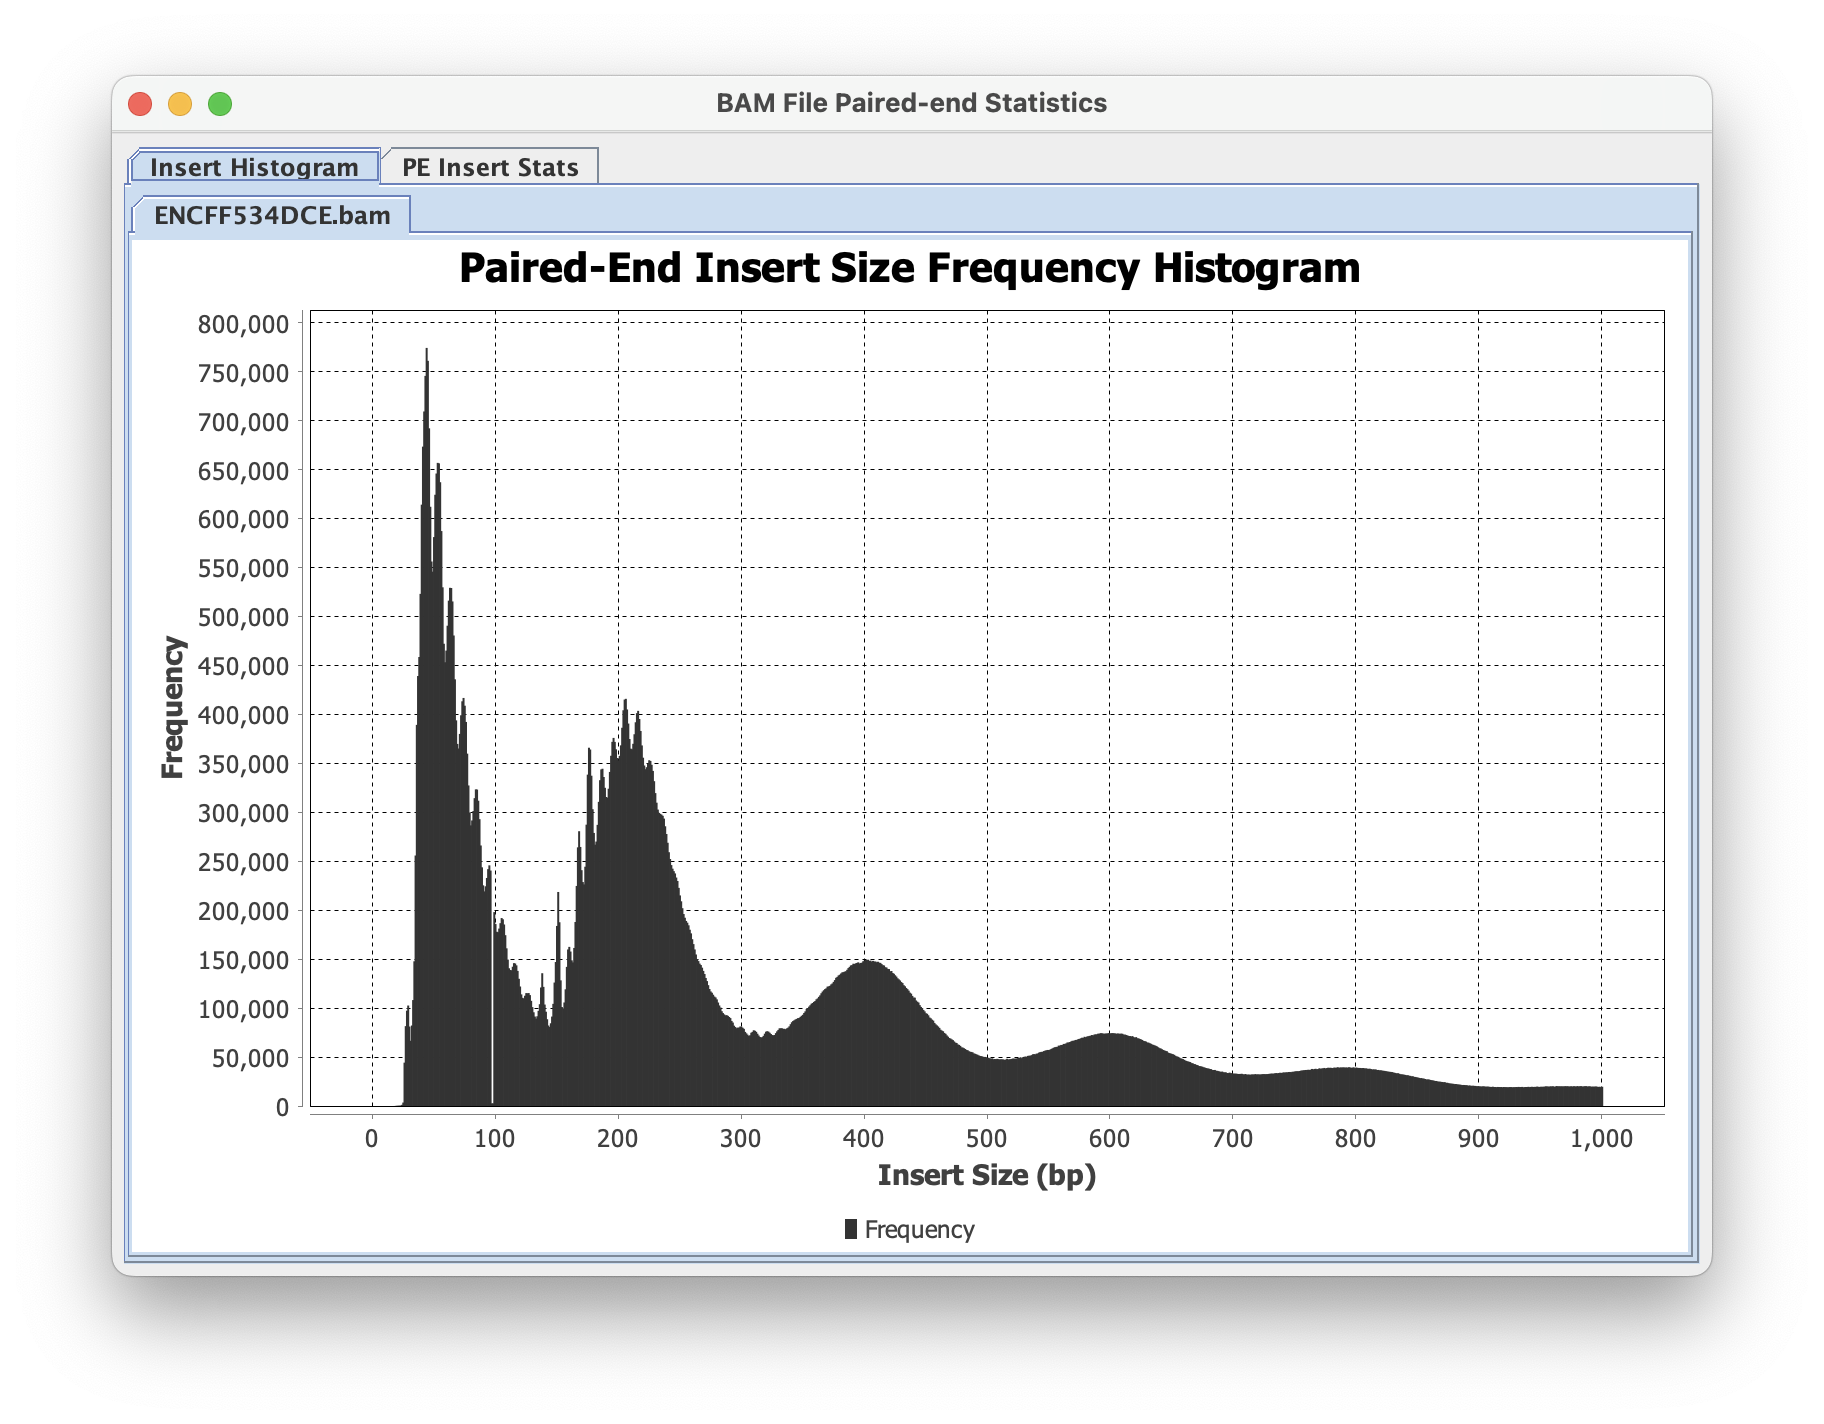 BAM File Paired-end Statistics
Insert Histogram
PE Insert Stats
ENCFF534DCE.bam
Paired-End Insert Size Frequency Histogram
800,000
750,000
700,000
650,000
600,000
550,000
500,000
450,000
400,000
350,000
300,000
250,000
200,000
150,000
100,000
50,000
0
Frequency
0 100 200 300 400 500 600 700 800 900 1,000
Insert Size (bp)
Frequency